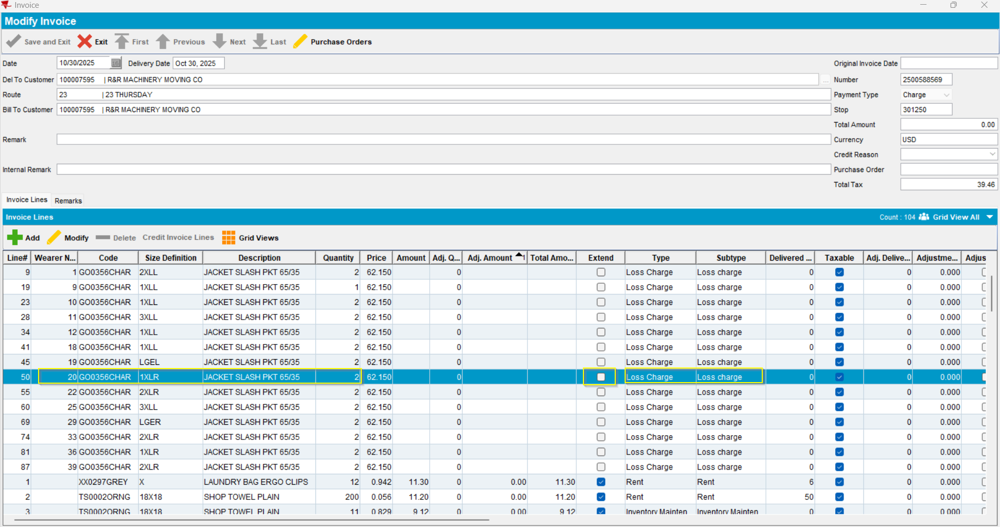 Invoice
Modify Invoice
Save and Exit Exit First Previous Next Last Purchase Orders
Date 10/30/2025 16 Delivery Date Oct 30, 2025 Original Invoice Date
Del To Customer 100007595 | R&R MACHINERY MOVING CO ... Number 2500588569
Route 23 | 23 THURSDAY Payment Type Charge
Bill To Customer 100007595 | R&R MACHINERY MOVING CO Stop 301250
Total Amount 0.00
Remark Currency USD
Credit Reason
Internal Remark Purchase Order
Total Tax 39.46
Invoice Lines Remarks
Invoice Lines Count : 104 Grid View All
Add Modify Delete Credit Invoice Lines Grid Views
Line# Wearer N... Code Size Definition Description Quantity Price Amount Adj. Q... Adj. Amount 1 Total Amo... Extend Type Subtype Delivered ... Taxable Adj. Delive... Adjustme... Adjus
9 1 GO0356CHAR 2XLL JACKET SLASH PKT 65/35 2 62.150 0 Loss Charge Loss charge 0 0 0.000
19 9 GO0356CHAR 1XLL JACKET SLASH PKT 65/35 1 62.150 0 Loss Charge Loss charge 0 0 0.000
23 10 GO0356CHAR 1XLL JACKET SLASH PKT 65/35 2 62.150 0 Loss Charge Loss charge 0 0 0.000
28 11 GO0356CHAR 3XLL JACKET SLASH PKT 65/35 2 62.150 0 Loss Charge Loss charge 0 0 0.000
34 12 GO0356CHAR 1XLL JACKET SLASH PKT 65/35 2 62.150 0 Loss Charge Loss charge 0 0 0.000
41 18 GO0356CHAR 1XLL JACKET SLASH PKT 65/35 2 62.150 0 Loss Charge Loss charge 0 0 0.000
45 19 GO0356CHAR LGEL JACKET SLASH PKT 65/35 2 62.150 0 Loss Charge Loss charge 0 0 0.000
50 20 GO0356CHAR 1XLR JACKET SLASH PKT 65/35 2 62.150 0 Loss Charge Loss charge 0 0 0.000
55 22 GO0356CHAR 2XLR JACKET SLASH PKT 65/35 2 62.150 0 Loss Charge Loss charge 0 0 0.000
60 25 GO0356CHAR 3XLL JACKET SLASH PKT 65/35 2 62.150 0 Loss Charge Loss charge 0 0 0.000
69 29 GO0356CHAR LGER JACKET SLASH PKT 65/35 2 62.150 0 Loss Charge Loss charge 0 0 0.000
74 33 GO0356CHAR 2XLR JACKET SLASH PKT 65/35 2 62.150 0 Loss Charge Loss charge 0 0 0.000
81 36 GO0356CHAR 1XLR JACKET SLASH PKT 65/35 2 62.150 0 Loss Charge Loss charge 0 0 0.000
87 39 GO0356CHAR 2XLR JACKET SLASH PKT 65/35 2 62.150 0 Loss Charge Loss charge 0 0 0.000
1 XX0297GREY X LAUNDRY BAG ERGO CLIPS 12 0.942 11.30 0 0.00 11.30 Rent Rent 6 0 0.000
2 TS0002ORNG 18X18 SHOP TOWEL PLAIN 200 0.056 11.20 0 0.00 11.20 Rent Rent 50 0 0.000
3 TS0002ORNG 18X18 SHOP TOWEL PLAIN 11 0.829 9.12 0 0.00 9.12 Inventory Mainten Inventory Mainten 0 0 0.000